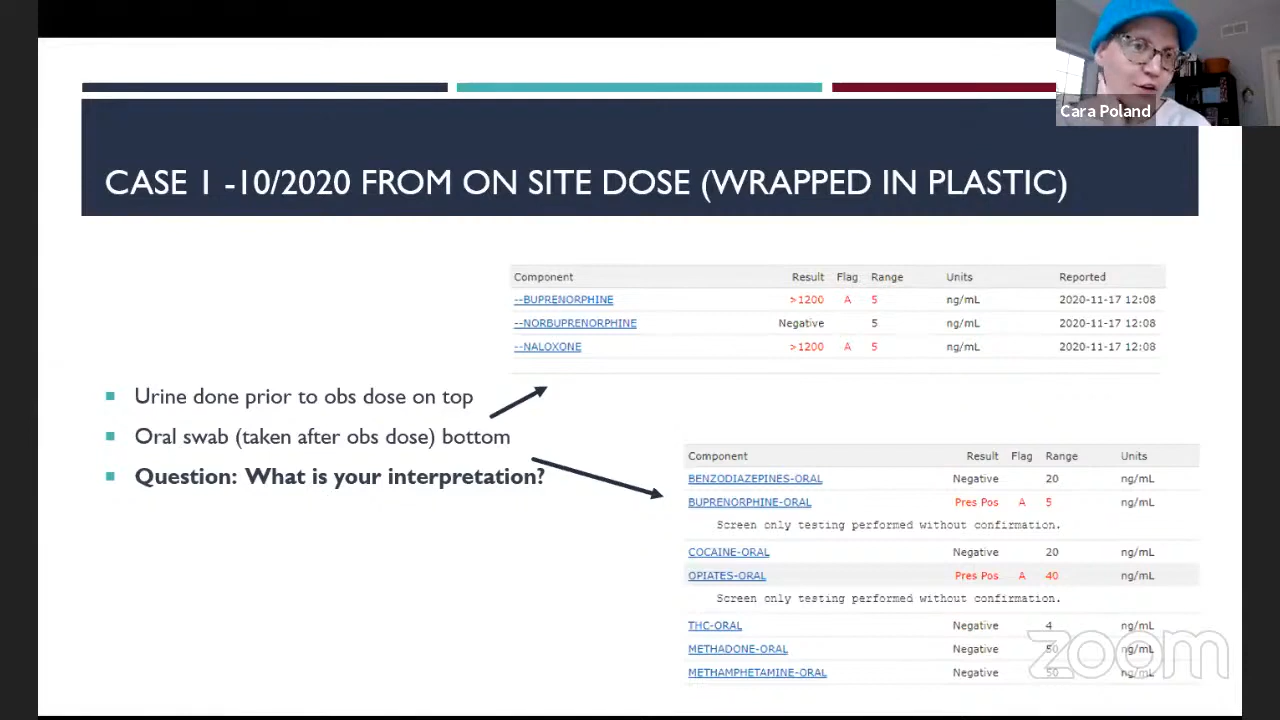 Cara Poland
CASE 1 -10/2020 FROM ON SITE DOSE (WRAPPED IN PLASTIC)
Component Result Flag Range Units Reported
--BUPRENORPHINE >1200 A 5 ng/mL 2020-11-17 12:08
--NORBUPRENORPHINE Negative 5 ng/mL 2020-11-17 12:08
--NALOXONE >1200 A 5 ng/mL 2020-11-17 12:08
Urine done prior to obs dose on top
Oral swab (taken after obs dose) bottom
Question: What is your interpretation?
Component Result Flag Range Units
BENZODIAZEPINES-ORAL Negative 20 ng/mL
BUPRENORPHINE-ORAL Pres Pos A 5 ng/mL
Screen only testing performed without confirmation.
COCAINE-ORAL Negative 20 ng/mL
OPIATES-ORAL Pres Pos A 40 ng/mL
Screen only testing performed without confirmation.
THC-ORAL Negative 4 ng/mL
METHADONE-ORAL Negative 50 ng/mL
METHAMPHETAMINE-ORAL Negative 50 ng/mL
zoom